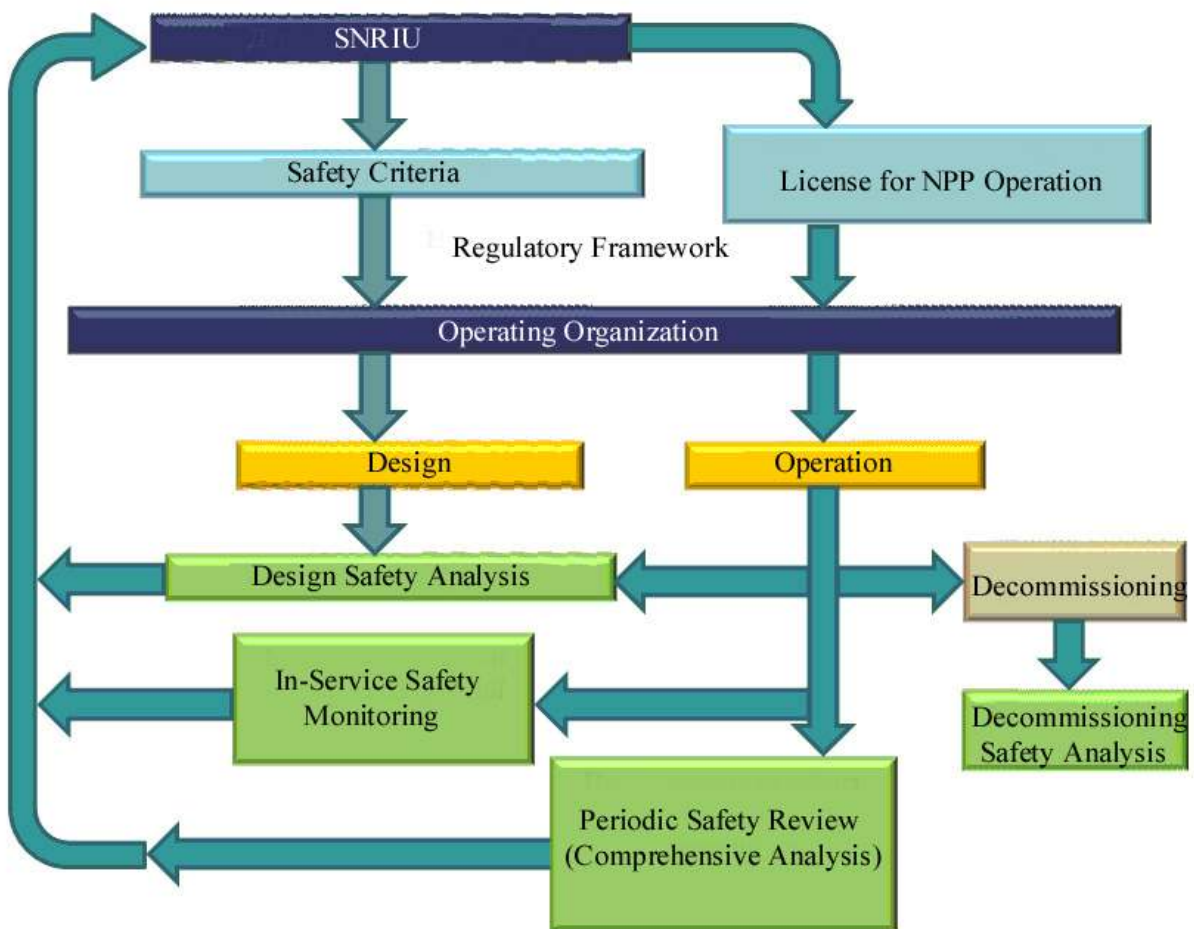 SNRIU
Safety Criteria
License for NPP Operation
Regulatory Framework
Operating Organization
Design
Operation
Design Safety Analysis
Decommissioning
In-Service Safety
Monitoring
Decommissioning
Safety Analysis
Periodic Safety Review
(Comprehensive Analysis)